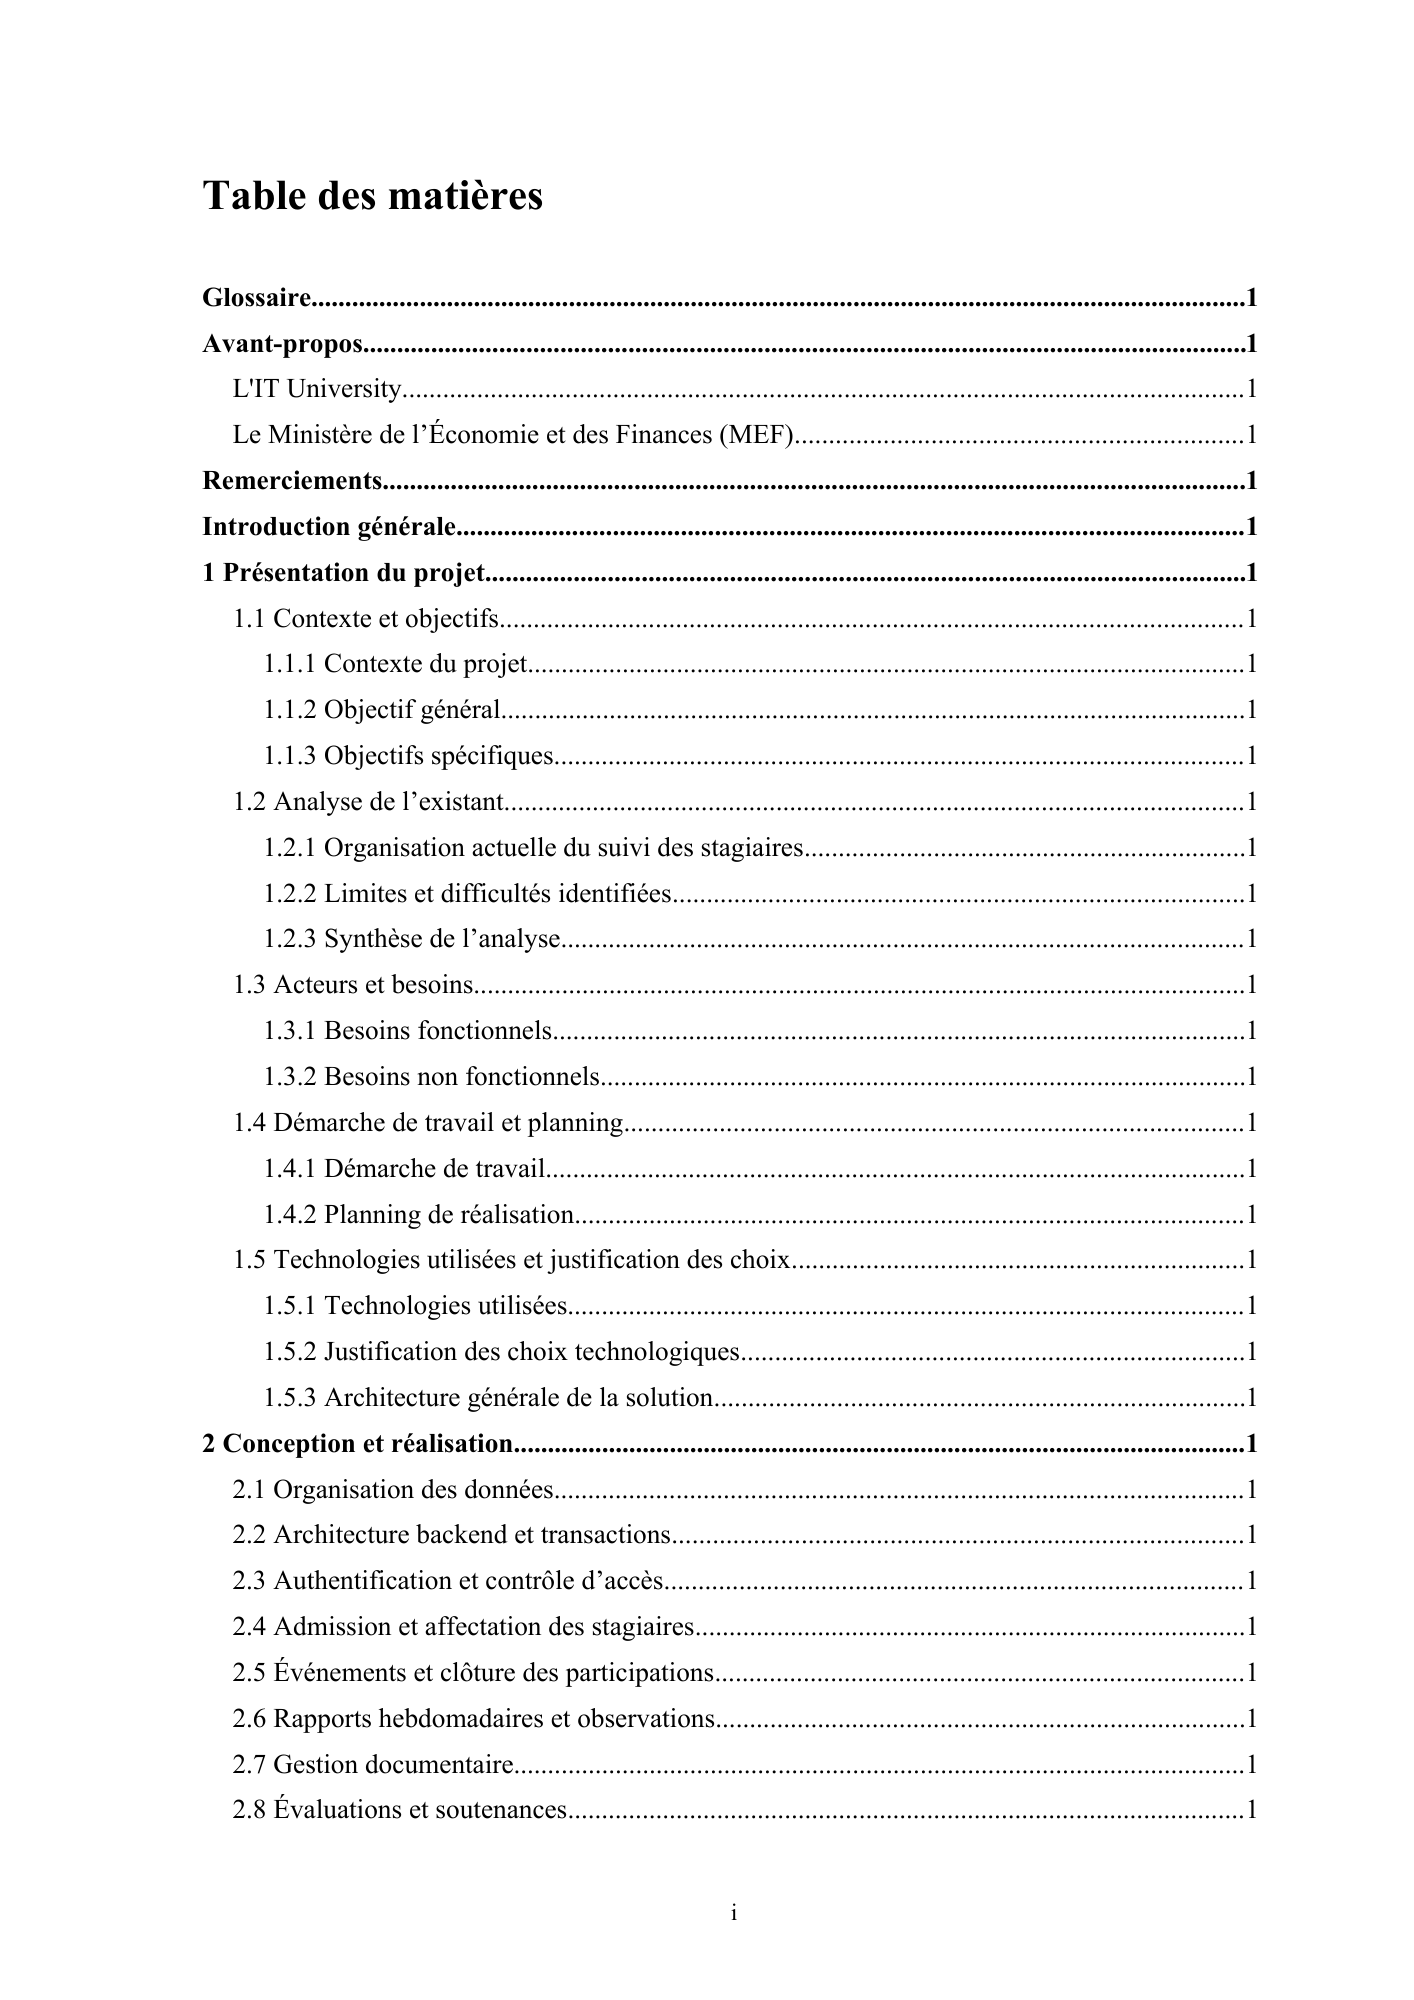 Table des matières
Glossaire....................1
Avant-propos....................1
L'IT University....................1
Le Ministère de l’Économie et des Finances (MEF)....................1
Remerciements....................1
Introduction générale....................1
1 Présentation du projet....................1
1.1 Contexte et objectifs....................1
1.1.1 Contexte du projet....................1
1.1.2 Objectif général....................1
1.1.3 Objectifs spécifiques....................1
1.2 Analyse de l’existant....................1
1.2.1 Organisation actuelle du suivi des stagiaires....................1
1.2.2 Limites et difficultés identifiées....................1
1.2.3 Synthèse de l’analyse....................1
1.3 Acteurs et besoins....................1
1.3.1 Besoins fonctionnels....................1
1.3.2 Besoins non fonctionnels....................1
1.4 Démarche de travail et planning....................1
1.4.1 Démarche de travail....................1
1.4.2 Planning de réalisation....................1
1.5 Technologies utilisées et justification des choix....................1
1.5.1 Technologies utilisées....................1
1.5.2 Justification des choix technologiques....................1
1.5.3 Architecture générale de la solution....................1
2 Conception et réalisation....................1
2.1 Organisation des données....................1
2.2 Architecture backend et transactions....................1
2.3 Authentification et contrôle d’accès....................1
2.4 Admission et affectation des stagiaires....................1
2.5 Événements et clôture des participations....................1
2.6 Rapports hebdomadaires et observations....................1
2.7 Gestion documentaire....................1
2.8 Évaluations et soutenances....................1
i